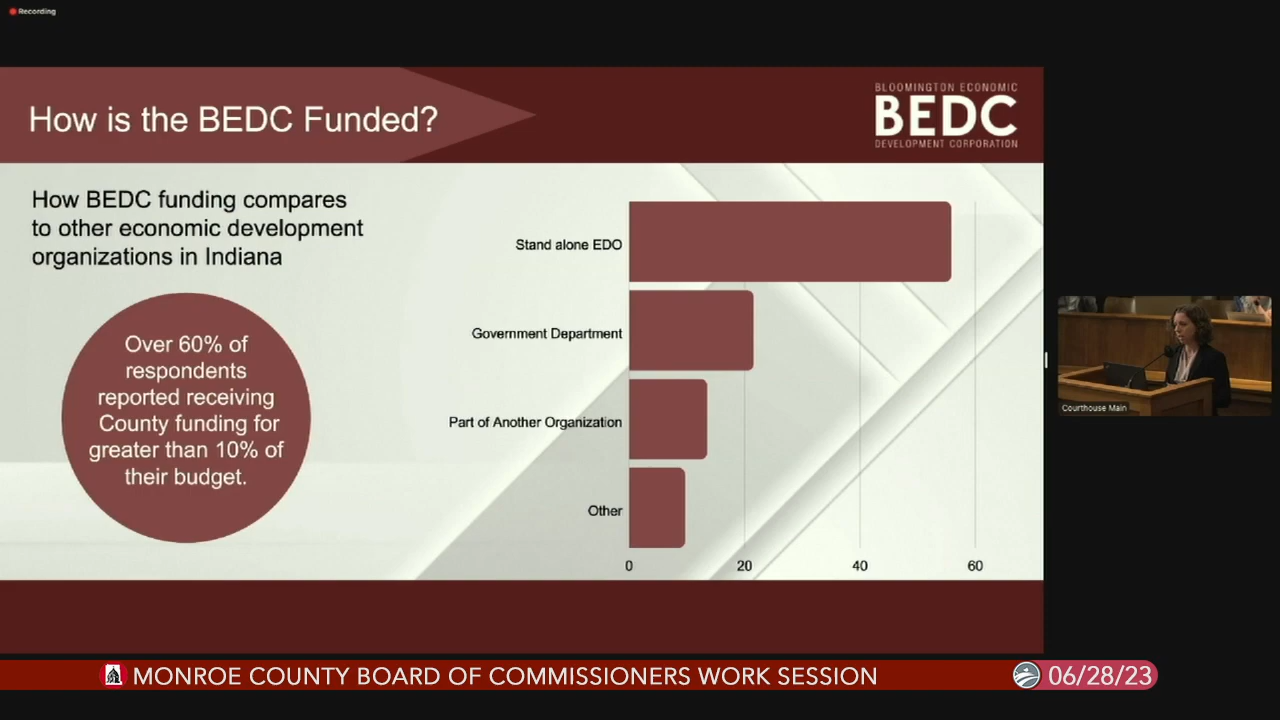 Recording
How is the BEDC Funded?
BLOOMINGTON ECONOMIC
BEDC
DEVELOPMENT CORPORATION
How BEDC funding compares
to other economic development
organizations in Indiana
Over 60% of
respondents
reported receiving
County funding for
greater than 10% of
their budget.
Stand alone EDO
Government Department
Part of Another Organization
Other
0 20 40 60
Courthouse Main
MONROE COUNTY BOARD OF COMMISSIONERS WORK SESSION
06/28/23